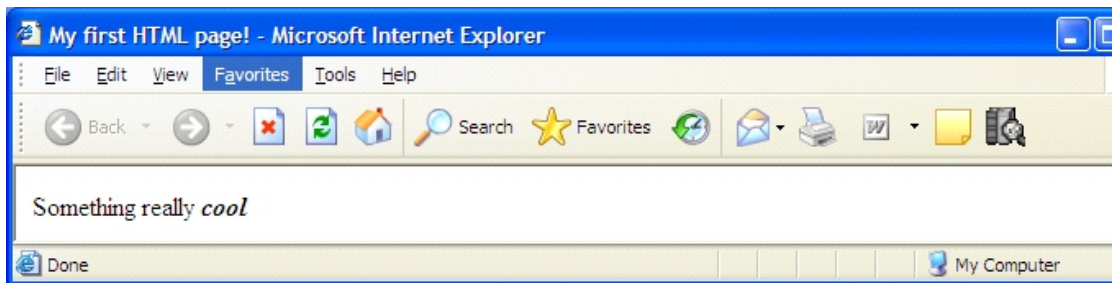 My first HTML page! - Microsoft Internet Explorer
File Edit View Favorites Tools Help
Back Search Favorites W
Something really cool
Done My Computer